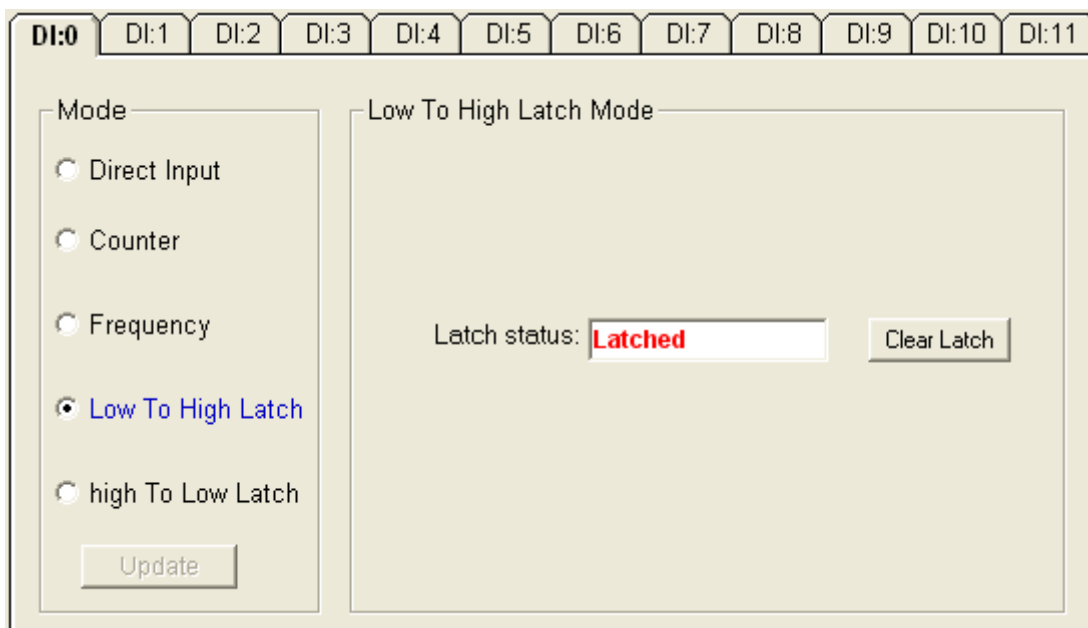 DI:0 DI:1 DI:2 DI:3 DI:4 DI:5 DI:6 DI:7 DI:8 DI:9 DI:10 DI:11
Mode
Direct Input
Counter
Frequency
Low To High Latch
high To Low Latch
Update
Low To High Latch Mode
Latch status: Latched Clear Latch